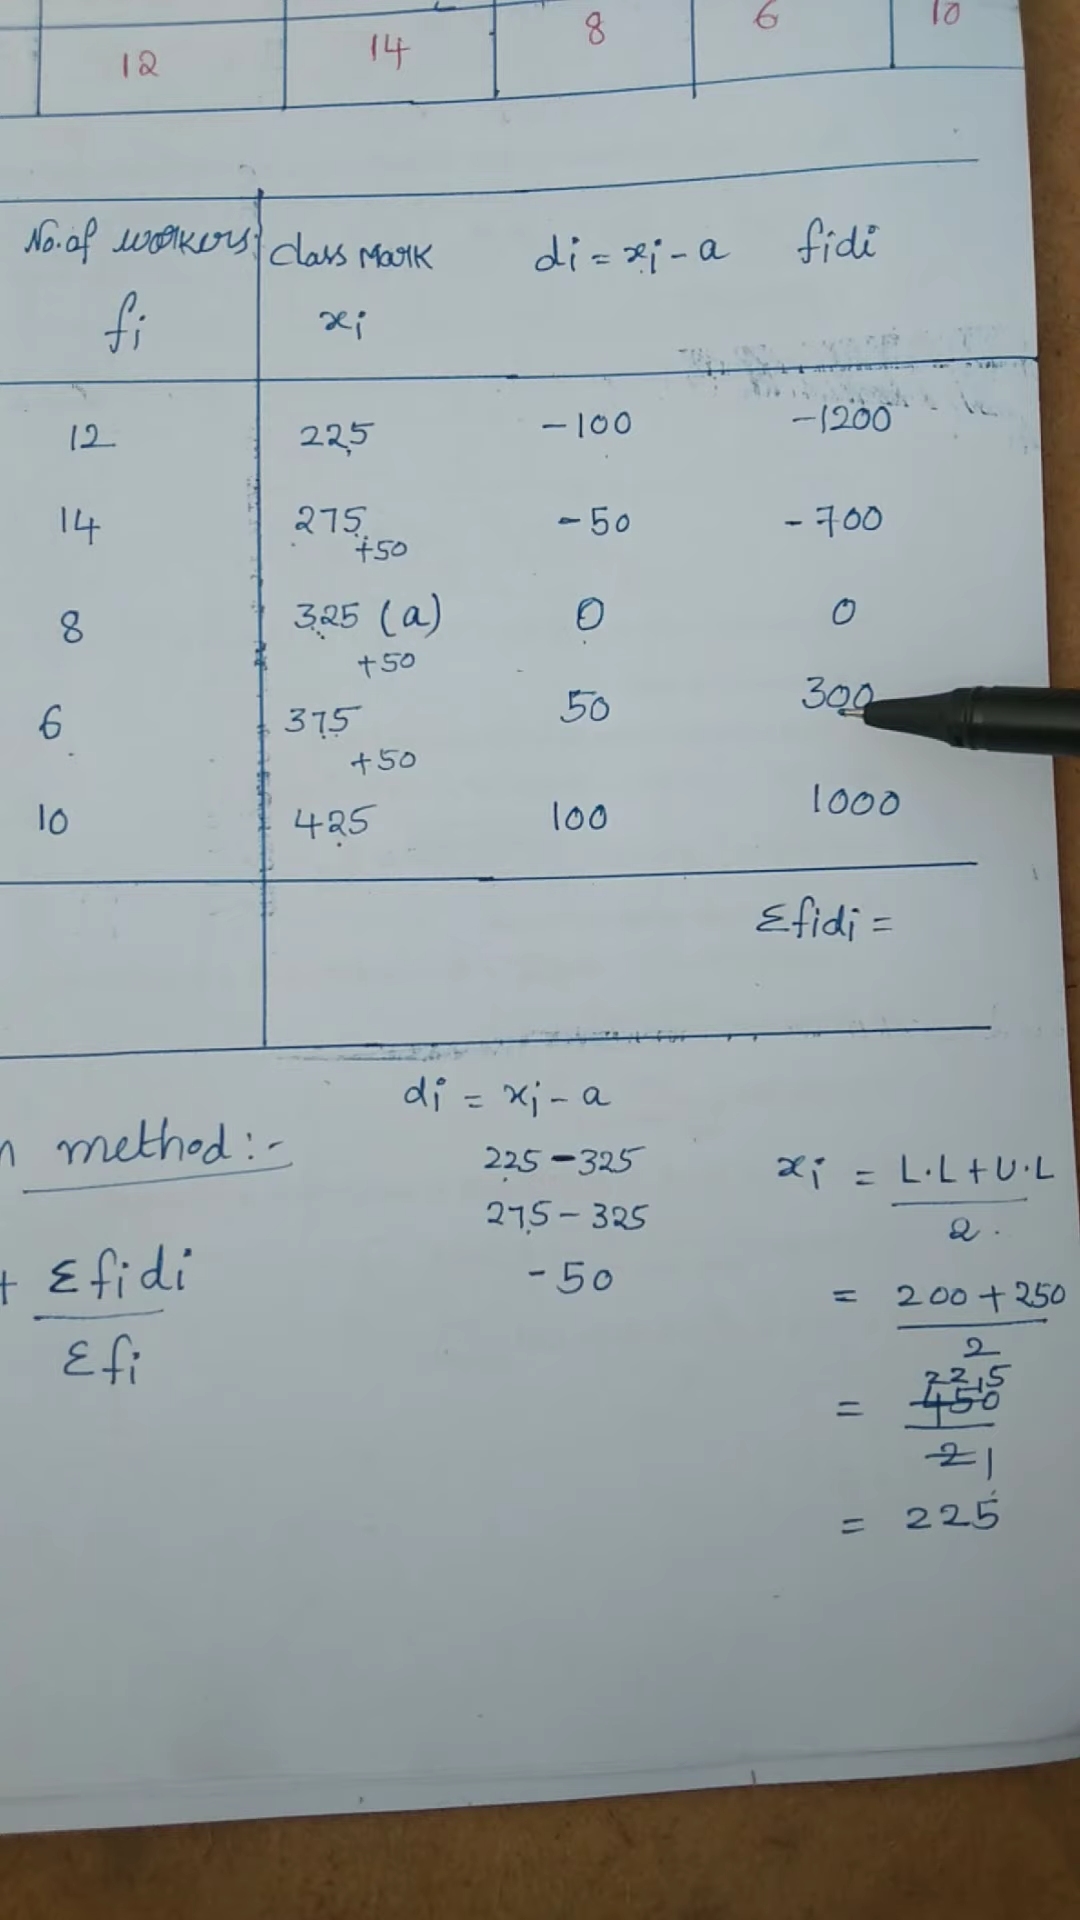 12 14 8 6 10
No. of workers fi
class Mark xi
di = xi - a
fidi
12 225 -100 -1200
14 275 -50 -700
+50
8 325 (a) 0 0
+50
6 375 50 300
+50
10 425 100 1000
Σfidi =
method:-
+ Σfidi
Σfi
di = xi - a
225 - 325
275 - 325
- 50
xi = L.L + U.L
2.
= 200 + 250
2
225
= 450
2 1
= 225